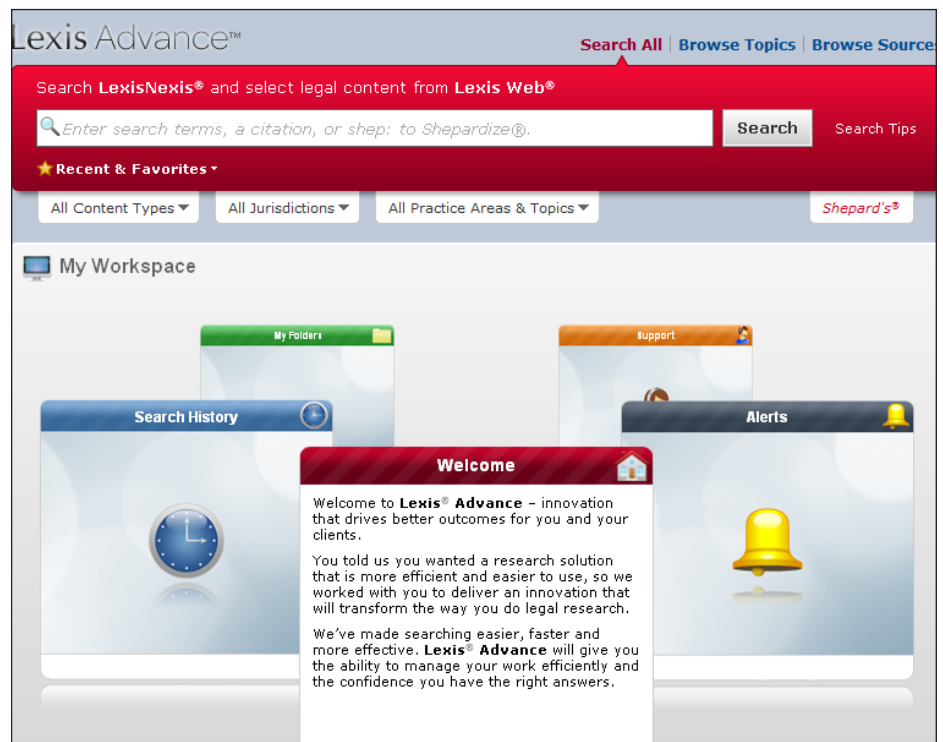 Lexis Advance™
Search All | Browse Topics | Browse Source
Search LexisNexis® and select legal content from Lexis Web®
Enter search terms, a citation, or shep: to Shepardize®.
Search
Search Tips
Recent & Favorites
All Content Types
All Jurisdictions
All Practice Areas & Topics
Shepard's®
My Workspace
My Folders
Support
Search History
Alerts
Welcome
Welcome to Lexis® Advance – innovation
that drives better outcomes for you and your
clients.
You told us you wanted a research solution
that is more efficient and easier to use, so we
worked with you to deliver an innovation that
will transform the way you do legal research.
We've made searching easier, faster and
more effective. Lexis® Advance will give you
the ability to manage your work efficiently and
the confidence you have the right answers.